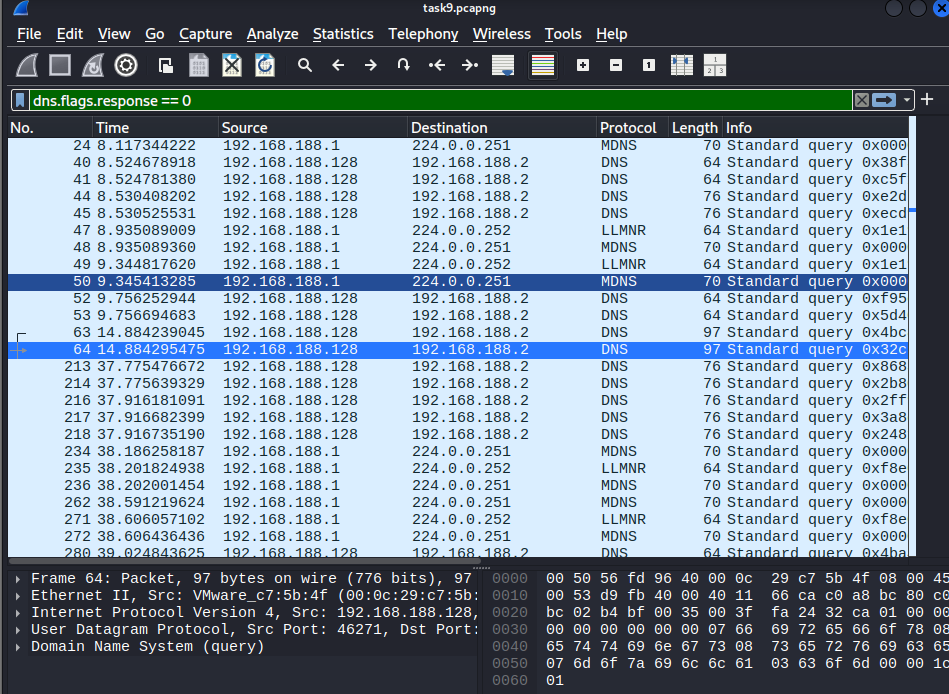 task9.pcapng
File Edit View Go Capture Analyze Statistics Telephony Wireless Tools Help
dns.flags.response == 0
No. Time Source Destination Protocol Length Info
24 8.117344222 192.168.188.1 224.0.0.251 MDNS 70 Standard query 0x000
40 8.524678918 192.168.188.128 192.168.188.2 DNS 64 Standard query 0x38f
41 8.524781380 192.168.188.128 192.168.188.2 DNS 64 Standard query 0xc5f
44 8.530408202 192.168.188.128 192.168.188.2 DNS 76 Standard query 0xe2d
45 8.530525531 192.168.188.128 192.168.188.2 DNS 76 Standard query 0xecd
47 8.935089009 192.168.188.1 224.0.0.252 LLMNR 64 Standard query 0x1e1
48 8.935089360 192.168.188.1 224.0.0.251 MDNS 70 Standard query 0x000
49 9.344817620 192.168.188.1 224.0.0.252 LLMNR 64 Standard query 0x1e1
50 9.345413285 192.168.188.1 224.0.0.251 MDNS 70 Standard query 0x000
52 9.756252944 192.168.188.128 192.168.188.2 DNS 64 Standard query 0xf95
53 9.756694683 192.168.188.128 192.168.188.2 DNS 64 Standard query 0x5d4
63 14.884239045 192.168.188.128 192.168.188.2 DNS 97 Standard query 0x4bc
64 14.884295475 192.168.188.128 192.168.188.2 DNS 97 Standard query 0x32c
213 37.775476672 192.168.188.128 192.168.188.2 DNS 76 Standard query 0x868
214 37.775639329 192.168.188.128 192.168.188.2 DNS 76 Standard query 0x2b8
216 37.916181091 192.168.188.128 192.168.188.2 DNS 76 Standard query 0x2ff
217 37.916682399 192.168.188.128 192.168.188.2 DNS 76 Standard query 0x3a8
218 37.916735190 192.168.188.128 192.168.188.2 DNS 76 Standard query 0x248
234 38.186258187 192.168.188.1 224.0.0.251 MDNS 70 Standard query 0x000
235 38.201824938 192.168.188.1 224.0.0.252 LLMNR 64 Standard query 0xf8e
236 38.202001454 192.168.188.1 224.0.0.251 MDNS 70 Standard query 0x000
262 38.591219624 192.168.188.1 224.0.0.251 MDNS 70 Standard query 0x000
271 38.606057102 192.168.188.1 224.0.0.252 LLMNR 64 Standard query 0xf8e
272 38.606436436 192.168.188.1 224.0.0.251 MDNS 70 Standard query 0x000
280 39.024843625 192.168.188.128 192.168.188.2 DNS 64 Standard query 0x4ba
Frame 64: Packet, 97 bytes on wire (776 bits), 97
Ethernet II, Src: VMware_c7:5b:4f (00:0c:29:c7:5b:
Internet Protocol Version 4, Src: 192.168.188.128,
User Datagram Protocol, Src Port: 46271, Dst Port:
Domain Name System (query)
0000 00 50 56 fd 96 40 00 0c 29 c7 5b 4f 08 00 45
0010 00 53 d9 fb 40 00 40 11 66 ca c0 a8 bc 80 c0
0020 bc 02 b4 bf 00 35 00 3f fa 24 32 ca 01 00 00
0030 00 00 00 00 00 00 07 66 69 72 65 66 6f 78 08
0040 65 74 74 69 6e 67 73 08 73 65 72 76 69 63 65
0050 07 6d 6f 7a 69 6c 6c 61 03 63 6f 6d 00 00 1c
0060 01